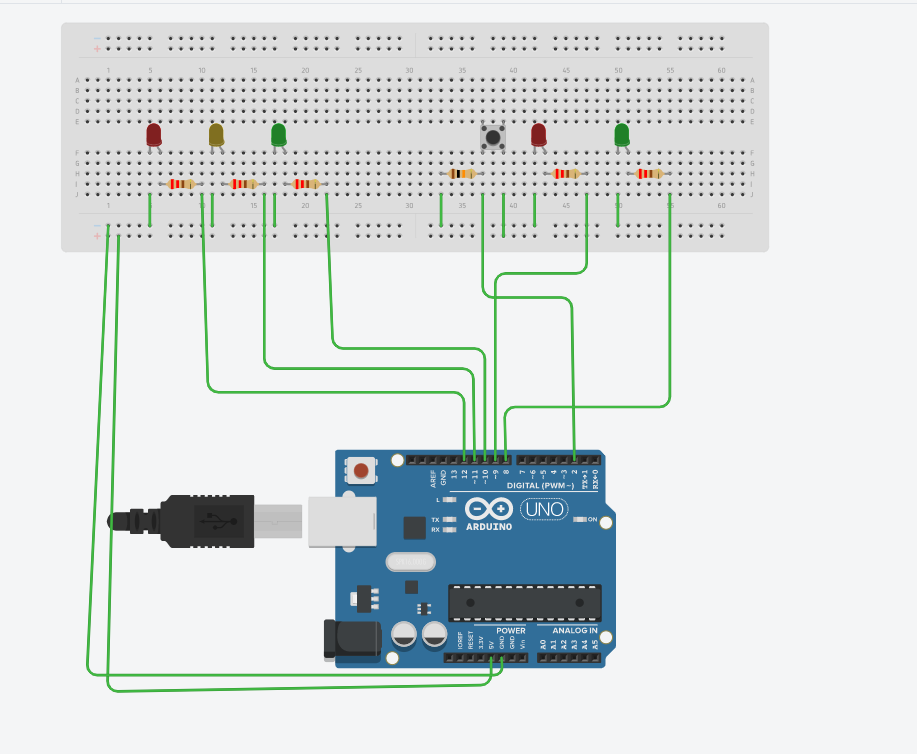 - -
+ +
1 5 10 15 20 25 30 35 40 45 50 55 60
A A
B B
C C
D D
E E
F F
G G
H H
I I
J J
1 5 10 15 20 25 30 35 40 45 50 55 60
- -
+ +
AREF GND 13 12 ~11 ~10 ~9 8 7 ~6 ~5 4 ~3 2 TX→1 RX←0
DIGITAL (PWM~)
L
TX
RX
ARDUINO
UNO
ON
POWER
ANALOG IN
IOREF RESET 3.3V 5V GND GND Vin A0 A1 A2 A3 A4 A5